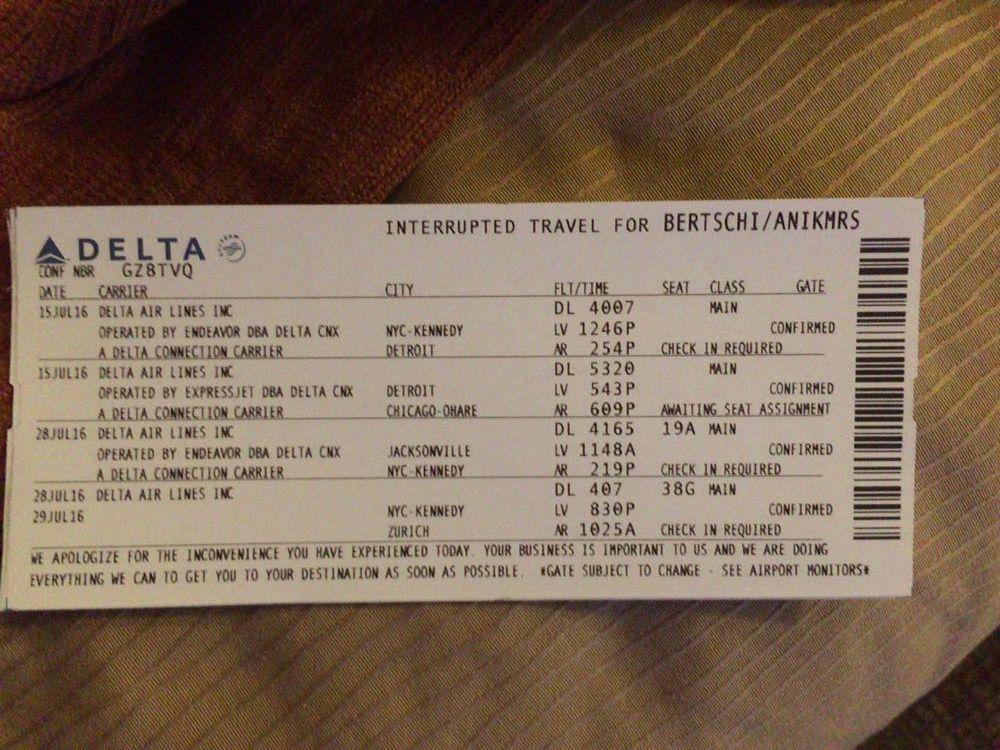 INTERRUPTED TRAVEL FOR BERTSCHI/ANIKMRS
DELTA
CONF NBR GZ8TVQ
DATE CARRIER CITY FLT/TIME SEAT CLASS GATE
15JUL16 DELTA AIR LINES INC DL 4007 MAIN
OPERATED BY ENDEAVOR DBA DELTA CNX NYC-KENNEDY LV 1246P CONFIRMED
A DELTA CONNECTION CARRIER DETROIT AR 254P CHECK IN REQUIRED
15JUL16 DELTA AIR LINES INC DL 5320 MAIN
OPERATED BY EXPRESSJET DBA DELTA CNX DETROIT LV 543P CONFIRMED
A DELTA CONNECTION CARRIER CHICAGO-OHARE AR 609P AWAITING SEAT ASSIGNMENT
28JUL16 DELTA AIR LINES INC DL 4165 19A MAIN
OPERATED BY ENDEAVOR DBA DELTA CNX JACKSONVILLE LV 1148A CONFIRMED
A DELTA CONNECTION CARRIER NYC-KENNEDY AR 219P CHECK IN REQUIRED
28JUL16 DELTA AIR LINES INC DL 407 38G MAIN
29JUL16 NYC-KENNEDY LV 830P CONFIRMED
ZURICH AR 1025A CHECK IN REQUIRED
WE APOLOGIZE FOR THE INCONVENIENCE YOU HAVE EXPERIENCED TODAY. YOUR BUSINESS IS IMPORTANT TO US AND WE ARE DOING
EVERYTHING WE CAN TO GET YOU TO YOUR DESTINATION AS SOON AS POSSIBLE. *GATE SUBJECT TO CHANGE - SEE AIRPORT MONITORS*